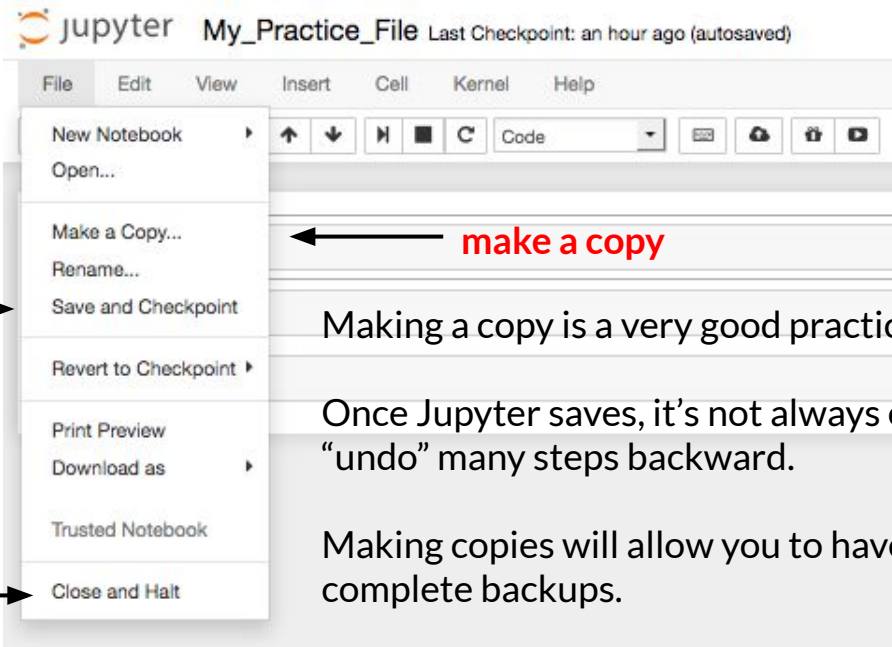 jupyter My_Practice_File Last Checkpoint: an hour ago (autosaved)
File Edit View Insert Cell Kernel Help
Code
New Notebook
Open...
Make a Copy...
Rename...
Save and Checkpoint
Revert to Checkpoint
Print Preview
Download as
Trusted Notebook
Close and Halt
make a copy
Making a copy is a very good
Once Jupyter saves, it’s not always
“undo” many steps backward.
Making copies will allow you to
complete backups.